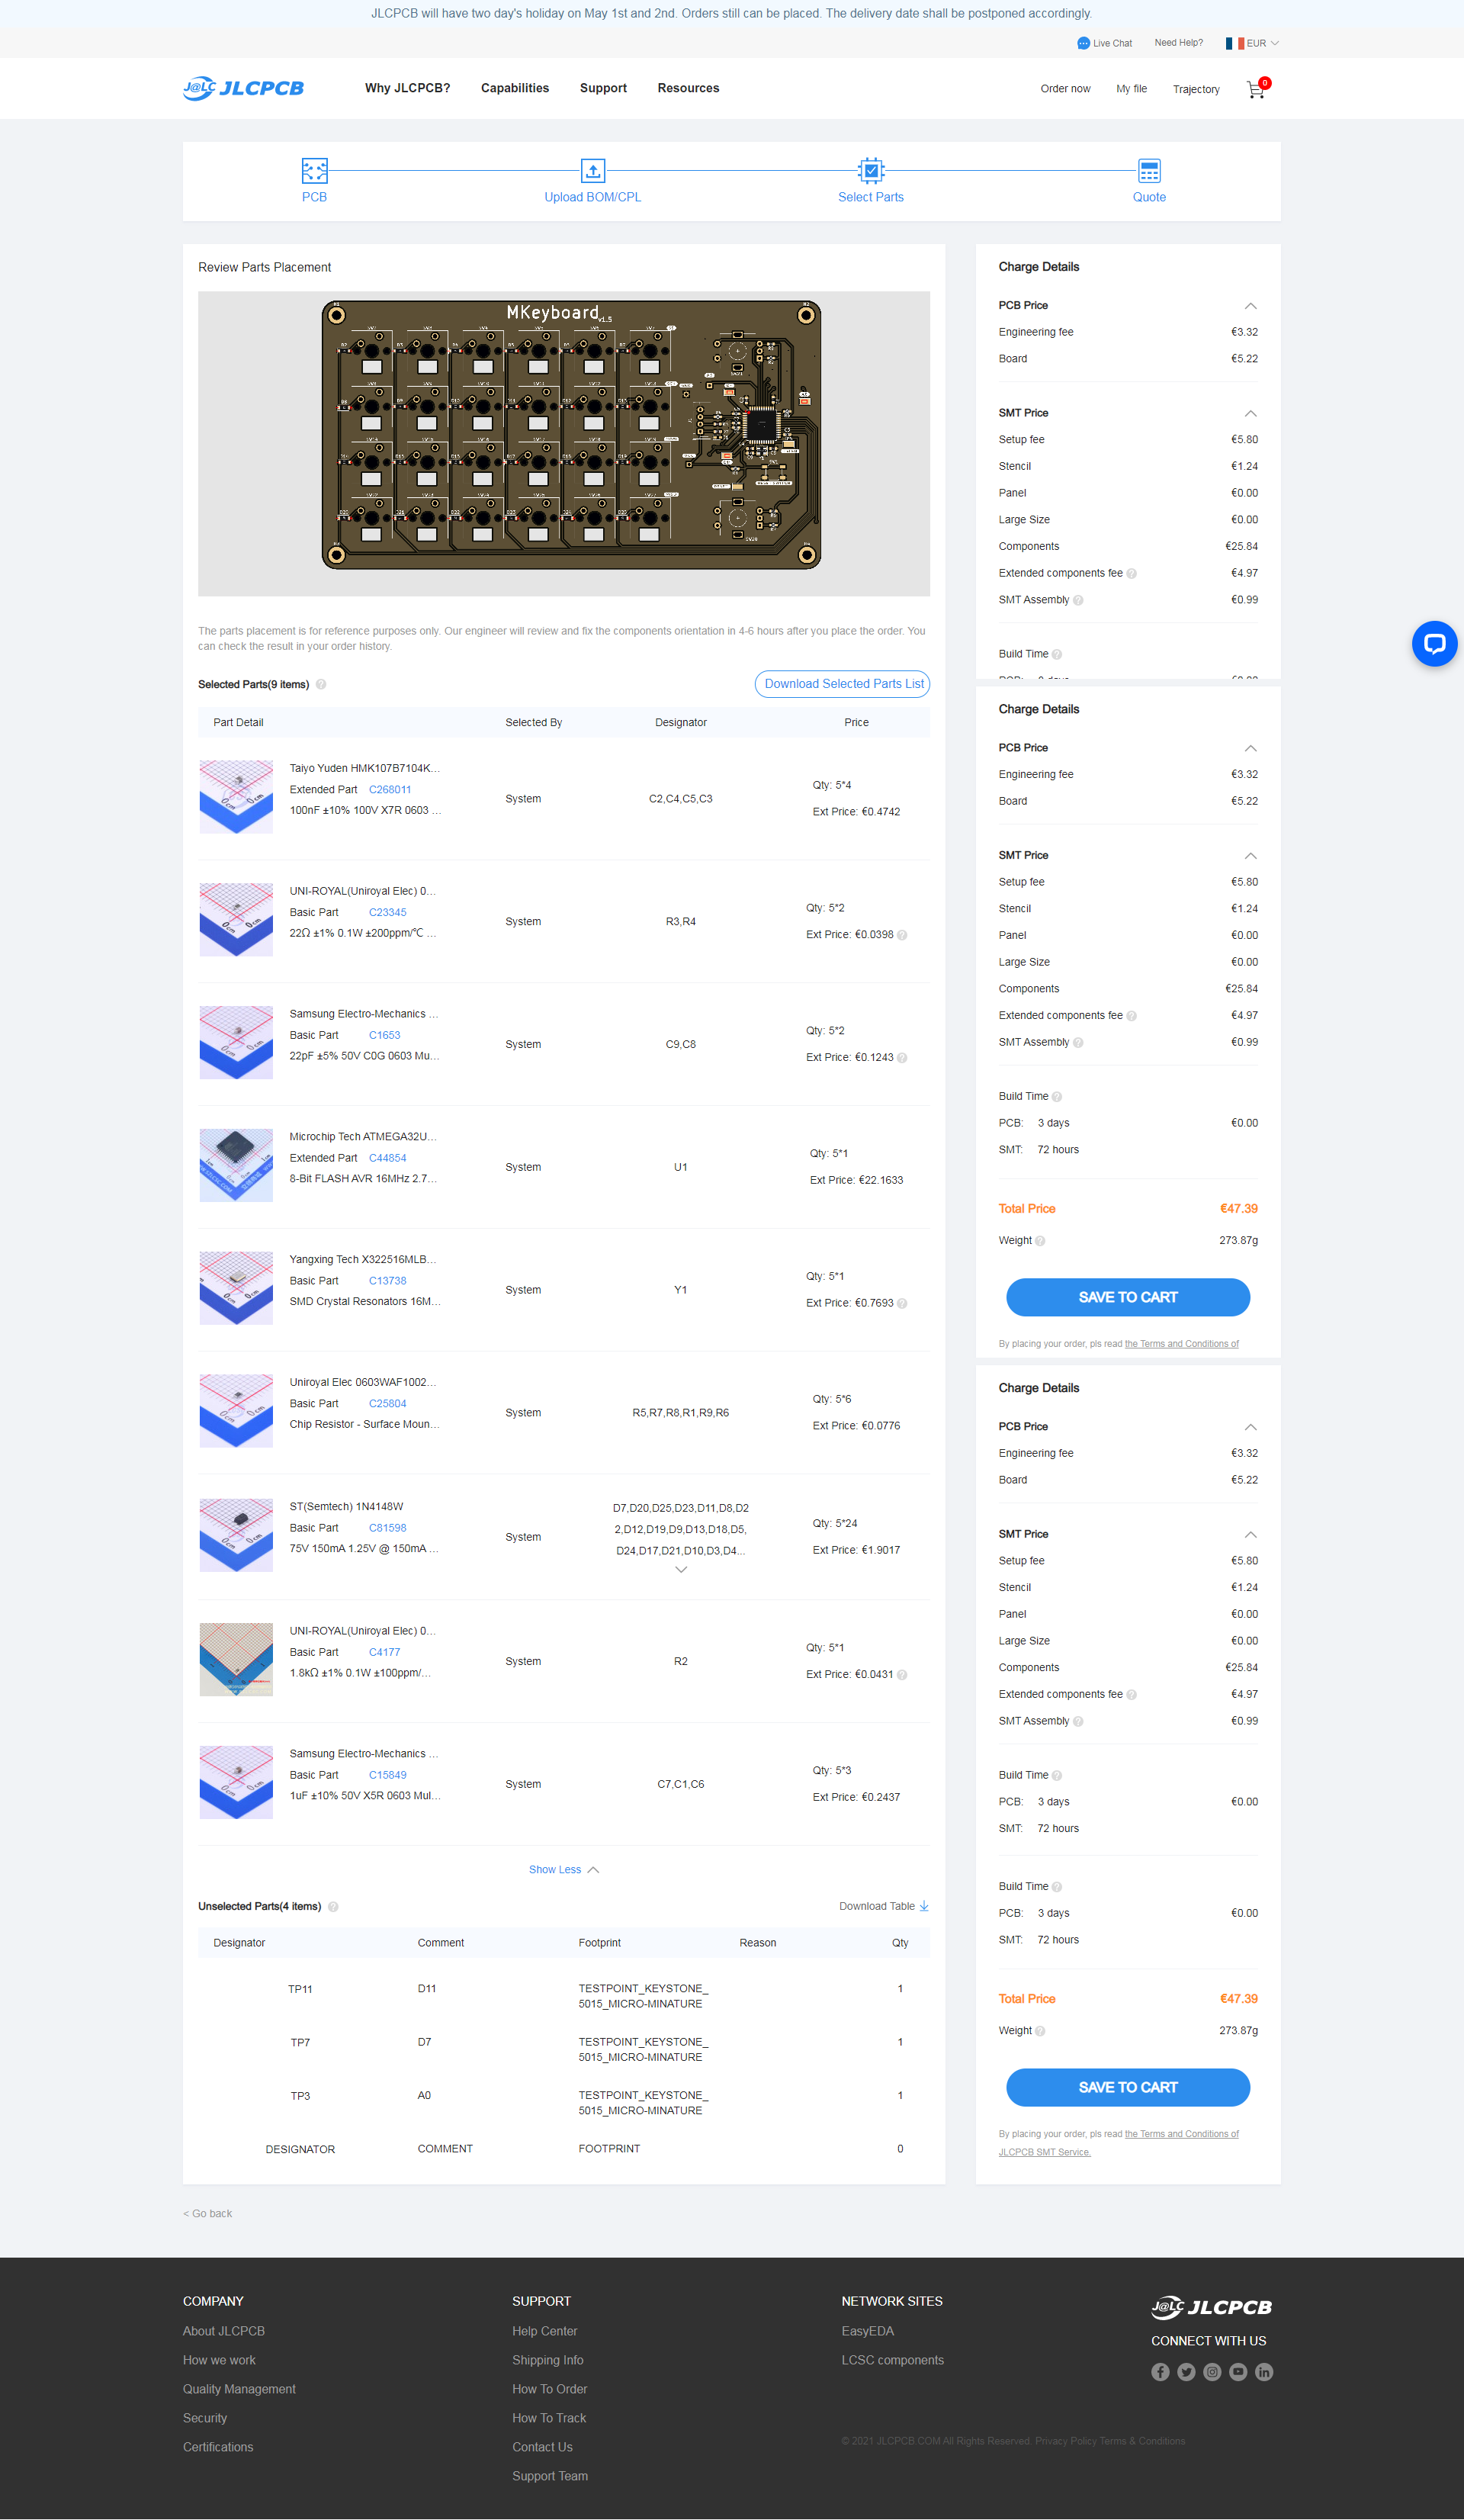 JLCPCB will have two day's holiday on May 1st and 2nd. Orders still can be placed. The delivery date shall be postponed accordingly.
Live Chat
Need Help?
EUR
J@LC JLCPCB
Why JLCPCB?
Capabilities
Support
Resources
Order now
My file
Trajectory
0
PCB
Upload BOM/CPL
Select Parts
Quote
Review Parts Placement
MKeyboard
v1.5
The parts placement is for reference purposes only. Our engineer will review and fix the components orientation in 4-6 hours after you place the order. You
can check the result in your order history.
Selected Parts(9 items)
Download Selected Parts List
Part Detail
Selected By
Designator
Price
Taiyo Yuden HMK107B7104K...
Extended Part C268011
100nF ±10% 100V X7R 0603 ...
System
C2,C4,C5,C3
Qty: 5*4
Ext Price: €0.4742
UNI-ROYAL(Uniroyal Elec) 0...
Basic Part C23345
22Ω ±1% 0.1W ±200ppm/℃ ...
System
R3,R4
Qty: 5*2
Ext Price: €0.0398
Samsung Electro-Mechanics ...
Basic Part C1653
22pF ±5% 50V C0G 0603 Mu...
System
C9,C8
Qty: 5*2
Ext Price: €0.1243
Microchip Tech ATMEGA32U...
Extended Part C44854
8-Bit FLASH AVR 16MHz 2.7...
System
U1
Qty: 5*1
Ext Price: €22.1633
Yangxing Tech X322516MLB...
Basic Part C13738
SMD Crystal Resonators 16M...
System
Y1
Qty: 5*1
Ext Price: €0.7693
Uniroyal Elec 0603WAF1002...
Basic Part C25804
Chip Resistor - Surface Moun...
System
R5,R7,R8,R1,R9,R6
Qty: 5*6
Ext Price: €0.0776
ST(Semtech) 1N4148W
Basic Part C81598
75V 150mA 1.25V @ 150mA ...
System
D7,D20,D25,D23,D11,D8,D2
2,D12,D19,D9,D13,D18,D5,
D24,D17,D21,D10,D3,D4...
Qty: 5*24
Ext Price: €1.9017
UNI-ROYAL(Uniroyal Elec) 0...
Basic Part C4177
1.8kΩ ±1% 0.1W ±100ppm/...
System
R2
Qty: 5*1
Ext Price: €0.0431
Samsung Electro-Mechanics ...
Basic Part C15849
1uF ±10% 50V X5R 0603 Mul...
System
C7,C1,C6
Qty: 5*3
Ext Price: €0.2437
Show Less
Unselected Parts(4 items)
Download Table
Designator
Comment
Footprint
Reason
Qty
TP11
D11
TESTPOINT_KEYSTONE_
5015_MICRO-MINATURE
1
TP7
D7
TESTPOINT_KEYSTONE_
5015_MICRO-MINATURE
1
TP3
A0
TESTPOINT_KEYSTONE_
5015_MICRO-MINATURE
1
DESIGNATOR
COMMENT
FOOTPRINT
0
Charge Details
PCB Price
Engineering fee €3.32
Board €5.22
SMT Price
Setup fee €5.80
Stencil €1.24
Panel €0.00
Large Size €0.00
Components €25.84
Extended components fee €4.97
SMT Assembly €0.99
Build Time
Charge Details
PCB Price
Engineering fee €3.32
Board €5.22
SMT Price
Setup fee €5.80
Stencil €1.24
Panel €0.00
Large Size €0.00
Components €25.84
Extended components fee €4.97
SMT Assembly €0.99
Build Time
PCB: 3 days €0.00
SMT: 72 hours
Total Price €47.39
Weight 273.87g
SAVE TO CART
By placing your order, pls read the Terms and Conditions of
Charge Details
PCB Price
Engineering fee €3.32
Board €5.22
SMT Price
Setup fee €5.80
Stencil €1.24
Panel €0.00
Large Size €0.00
Components €25.84
Extended components fee €4.97
SMT Assembly €0.99
Build Time
PCB: 3 days €0.00
SMT: 72 hours
Build Time
PCB: 3 days €0.00
SMT: 72 hours
Total Price €47.39
Weight 273.87g
SAVE TO CART
By placing your order, pls read the Terms and Conditions of
JLCPCB SMT Service.
< Go back
COMPANY
About JLCPCB
How we work
Quality Management
Security
Certifications
SUPPORT
Help Center
Shipping Info
How To Order
How To Track
Contact Us
Support Team
NETWORK SITES
EasyEDA
LCSC components
J@LC JLCPCB
CONNECT WITH US
© 2021 JLCPCB.COM All Rights Reserved. Privacy Policy Terms & Conditions